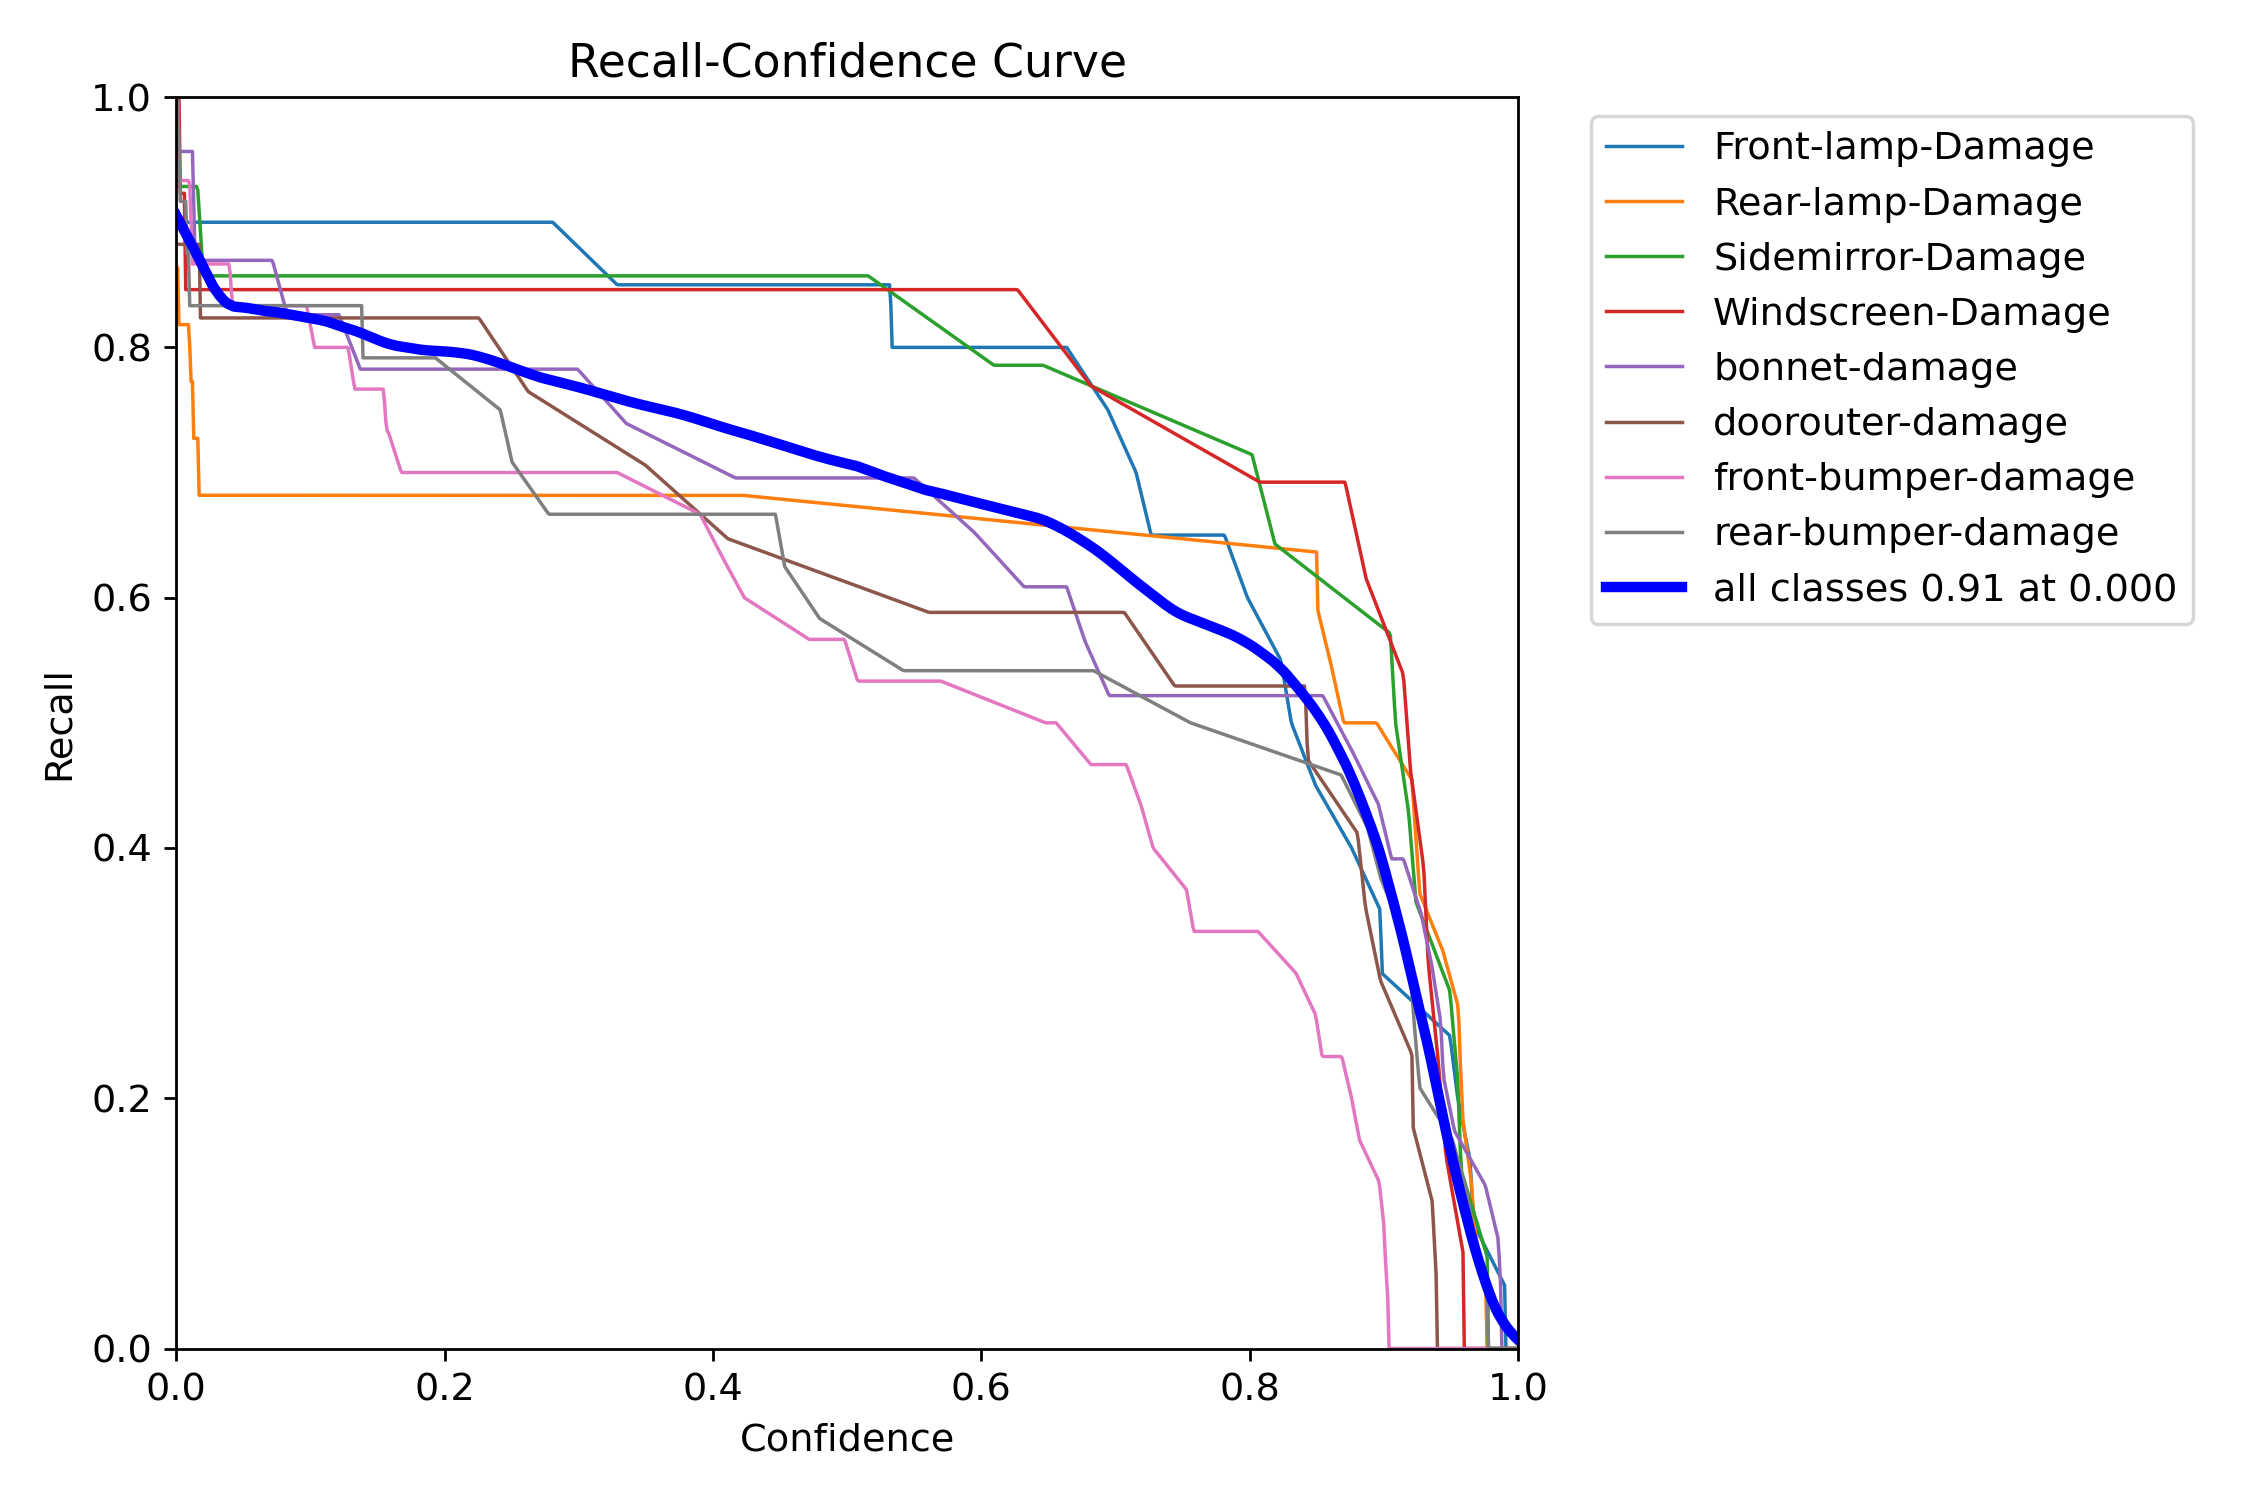 Recall-Confidence Curve
1.0
0.8
0.6
0.4
0.2
0.0
Recall
0.0 0.2 0.4 0.6 0.8 1.0
Confidence
Front-lamp-Damage
Rear-lamp-Damage
Sidemirror-Damage
Windscreen-Damage
bonnet-damage
doorouter-damage
front-bumper-damage
rear-bumper-damage
all classes 0.91 at 0.000